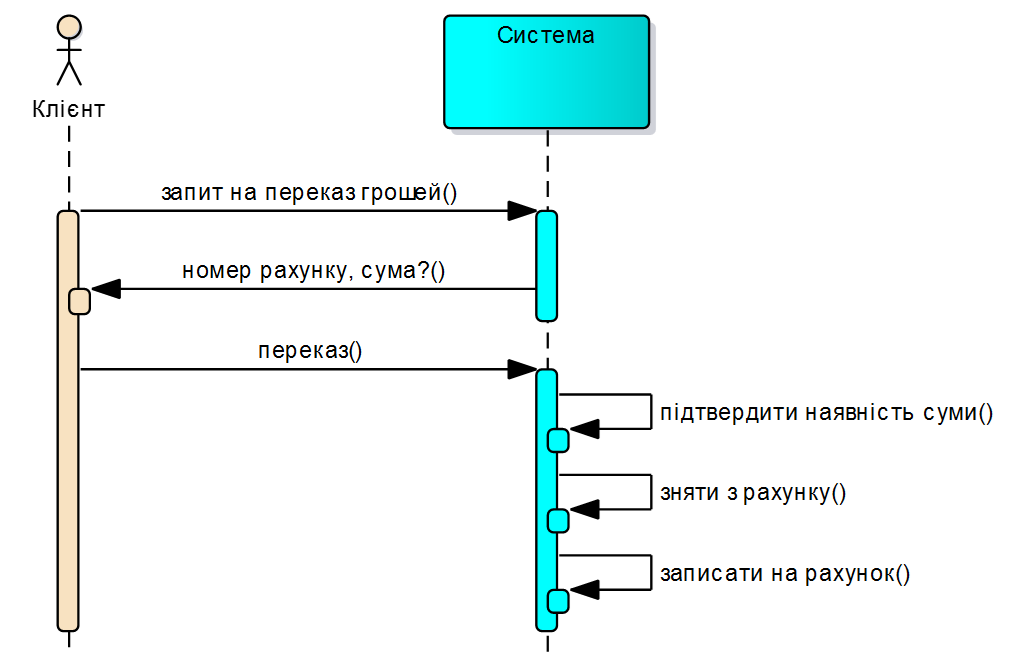 Система
Клієнт
запит на переказ грошей()
номер рахунку, сума?()
переказ()
підтвердити наявність суми()
зняти з рахунку()
записати на рахунок()